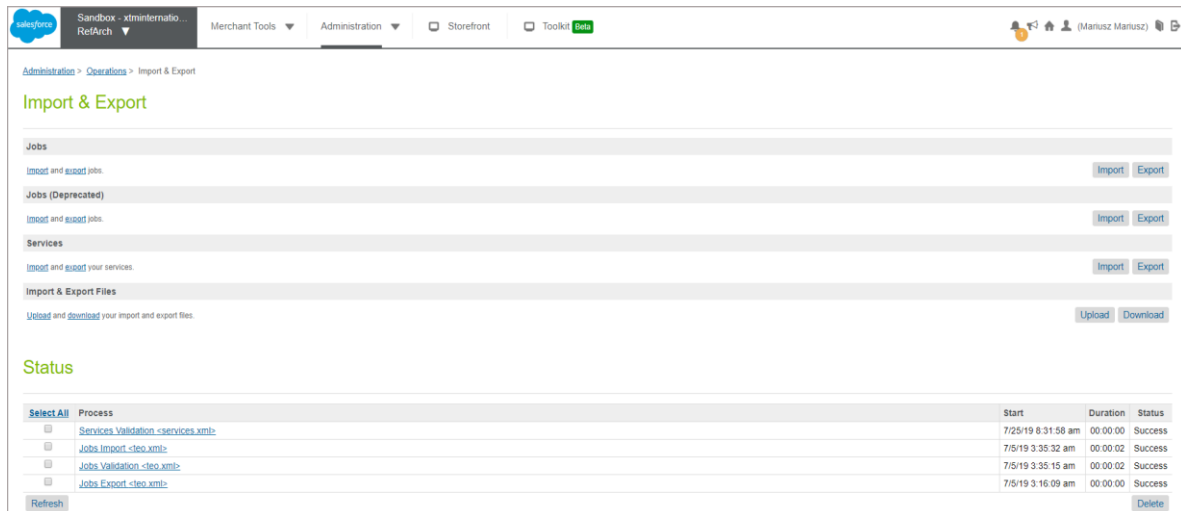 salesforce
Sandbox - xtminternatio...
RefArch ▼
Merchant Tools ▼
Administration ▼
Storefront
Toolkit Beta
1
(Mariusz Mariusz)
Administration > Operations > Import & Export
Import & Export
Jobs
Import and export jobs.
Import Export
Jobs (Deprecated)
Import and export jobs.
Import Export
Services
Import and export your services.
Import Export
Import & Export Files
Upload and download your import and export files.
Upload Download
Status
Select All Process Start Duration Status
Services Validation <services.xml> 7/25/19 8:31:58 am 00:00:00 Success
Jobs Import <teo.xml> 7/5/19 3:35:32 am 00:00:02 Success
Jobs Validation <teo.xml> 7/5/19 3:35:15 am 00:00:02 Success
Jobs Export <teo.xml> 7/5/19 3:16:09 am 00:00:00 Success
Refresh Delete